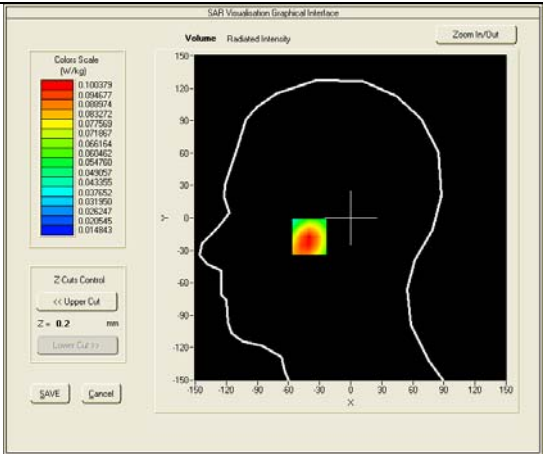 SAR Visualisation Graphical Interface
Volume Radiated Intensity
Zoom In/Out
Colors Scale
(W/kg)
0.100379
0.094677
0.088974
0.083272
0.077569
0.071867
0.066164
0.060462
0.054760
0.049057
0.043355
0.037652
0.031950
0.026247
0.020545
0.014843
Z Cuts Control
<< Upper Cut
Z = 0.2 mm
Lower Cut >>
SAVE Cancel
150
120
90
60
30
0
-30
-60
-90
-120
-150
Y
-150 -120 -90 -60 -30 0 30 60 90 120 150
X